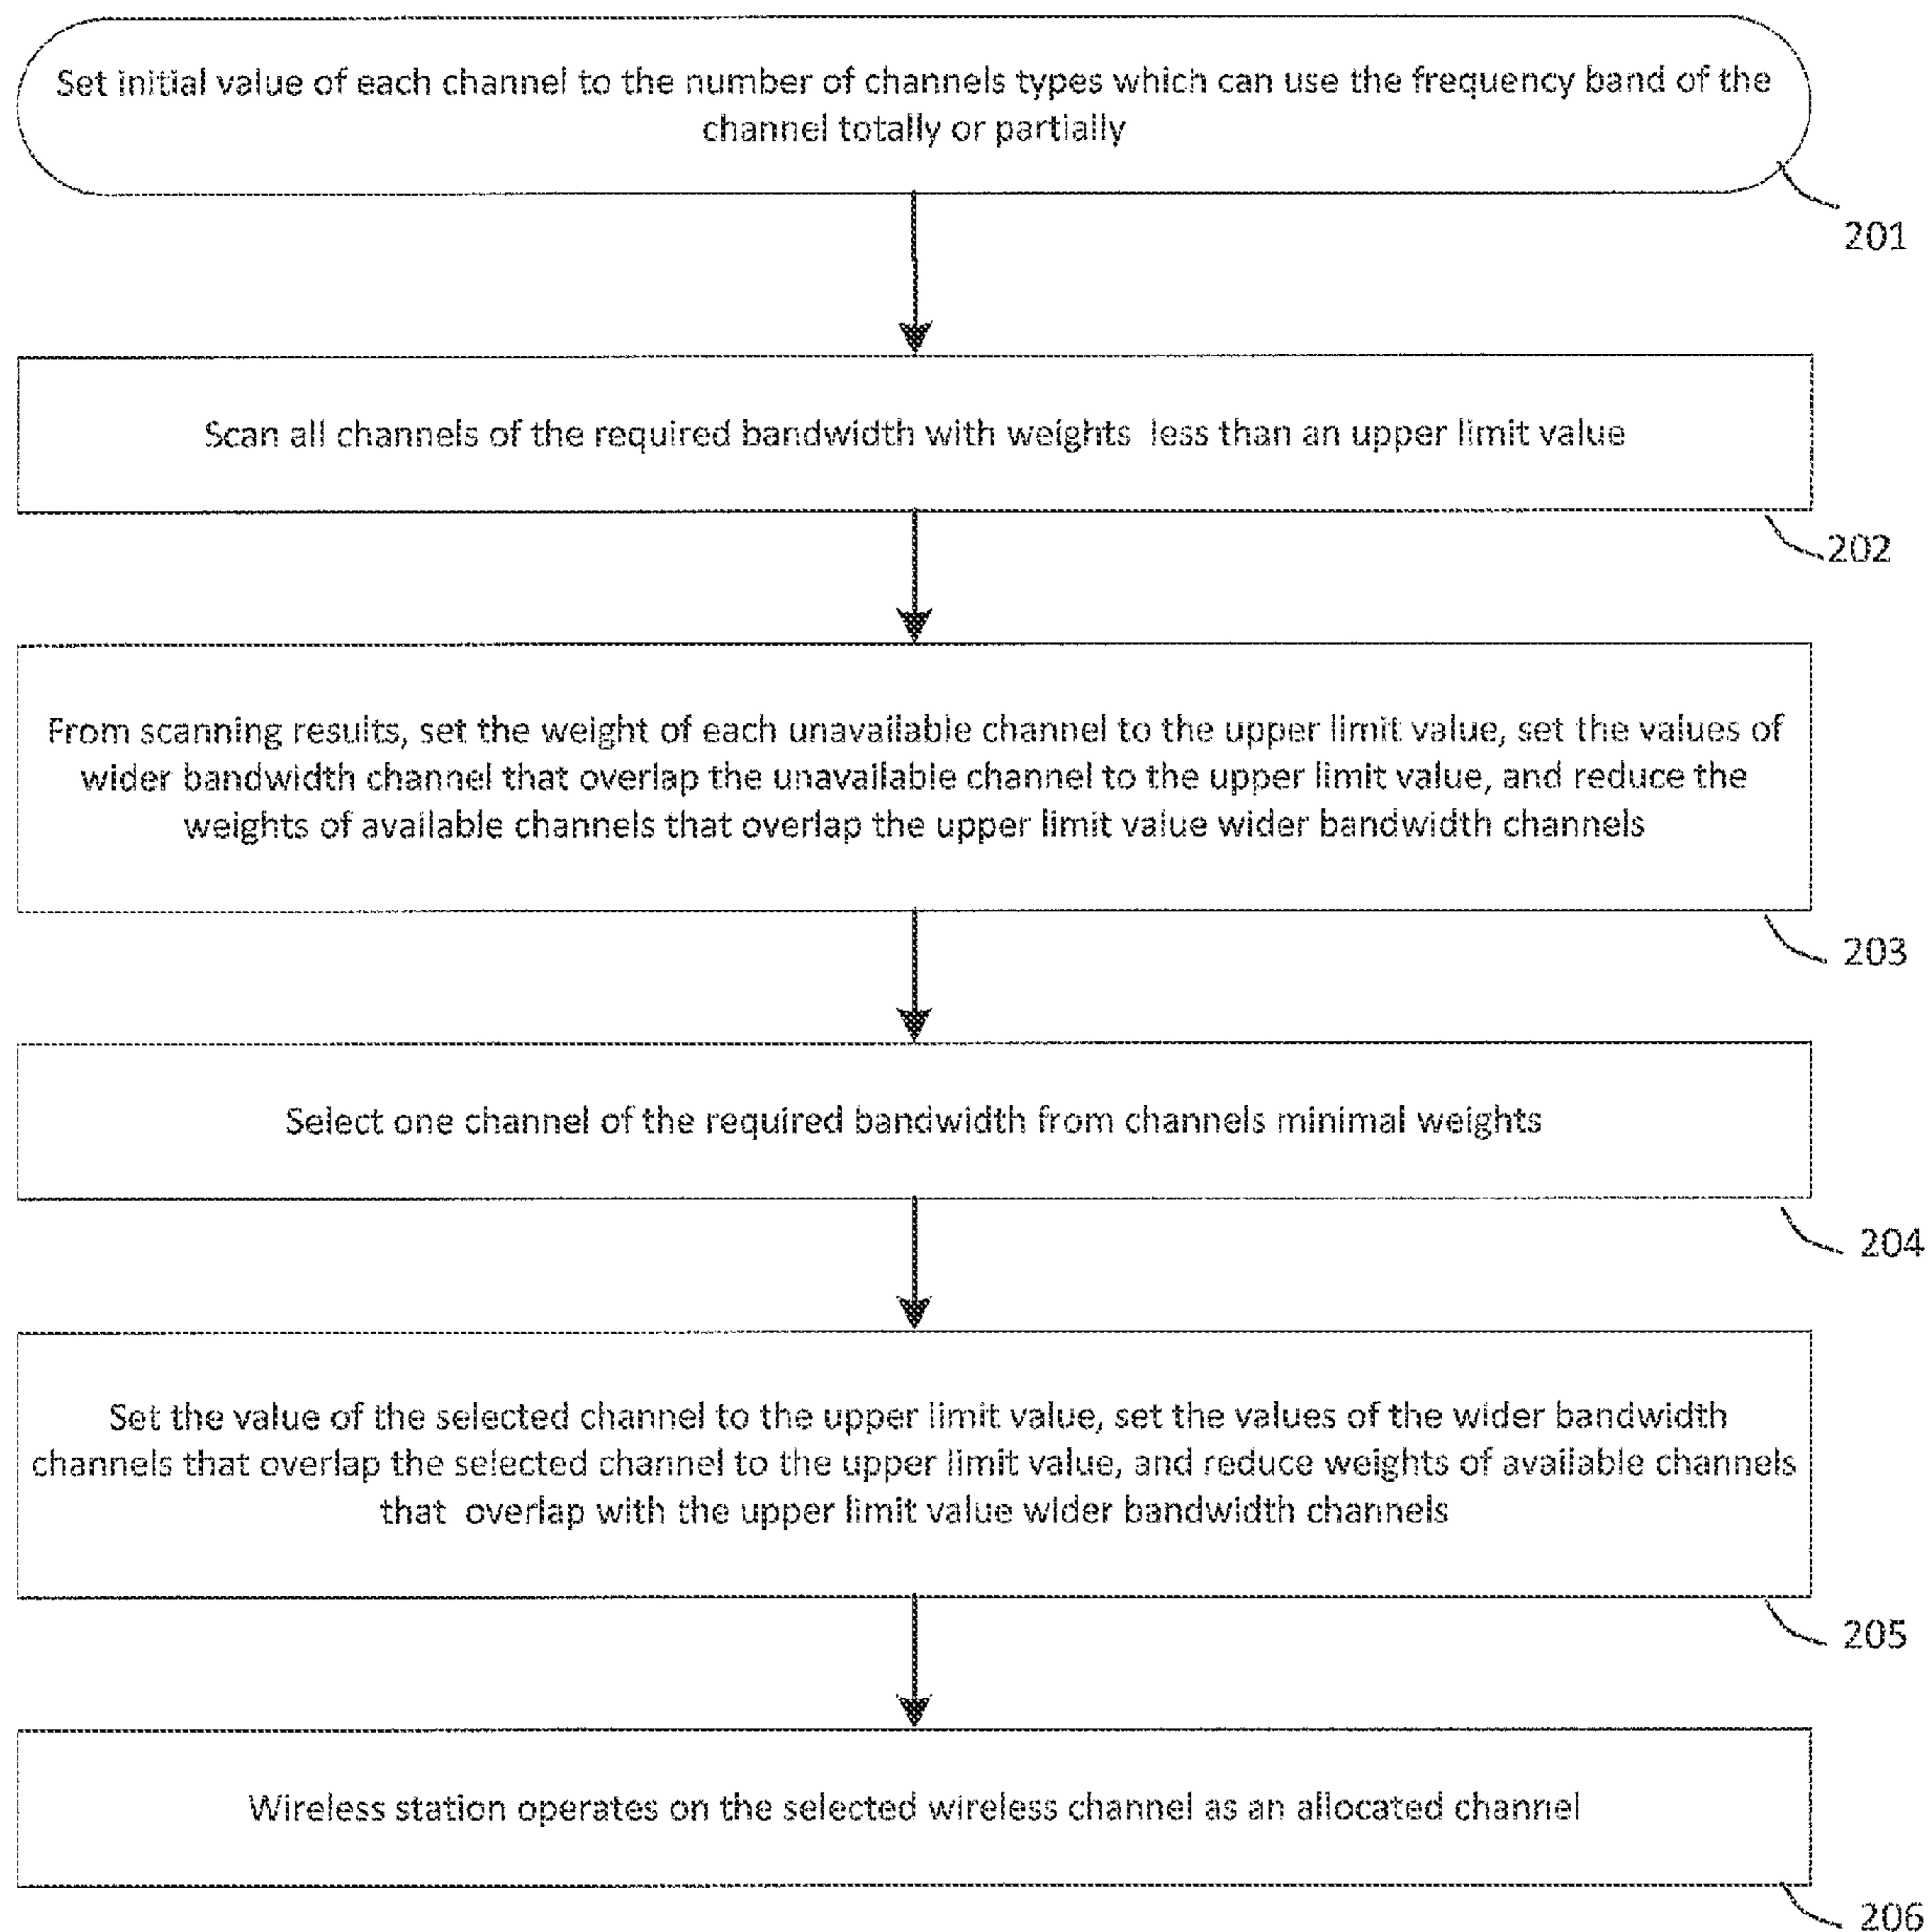 Set initial value of each channel to the number of channels types which can use the frequency band of the
channel totally or partially
201
Scan all channels of the required bandwidth with weights less than an upper limit value
202
From scanning results, set the weight of each unavailable channel to the upper limit value, set the values of
wider bandwidth channel that overlap the unavailable channel to the upper limit value, and reduce the
weights of available channels that overlap the upper limit value wider bandwidth channels
203
Select one channel of the required bandwidth from channels minimal weights
204
Set the value of the selected channel to the upper limit value, set the values of the wider bandwidth
channels that overlap the selected channel to the upper limit value, and reduce weights of available channels
that overlap with the upper limit value wider bandwidth channels
205
Wireless station operates on the selected wireless channel as an allocated channel
206